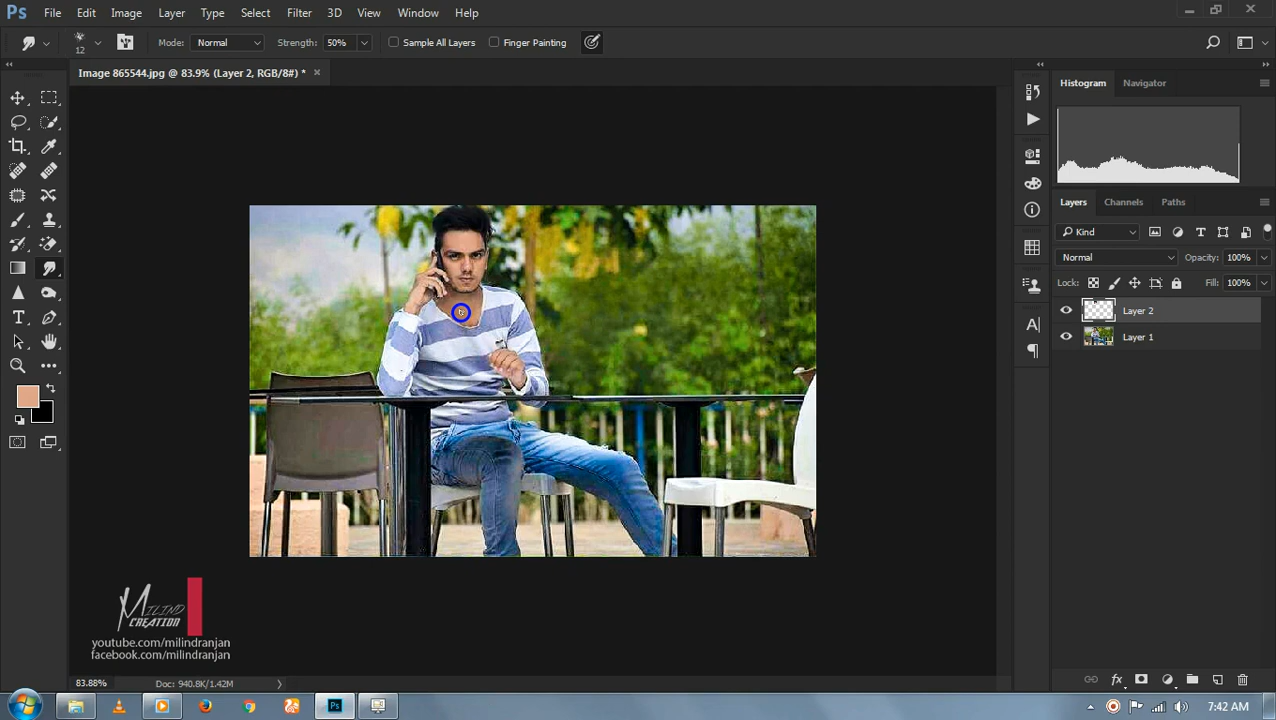 Ps File Edit Image Layer Type Select Filter 3D View Window Help
12 Mode: Normal Strength: 50% Sample All Layers Finger Painting
Image 865544.jpg @ 83.9% (Layer 2, RGB/8#) * ×
Histogram Navigator
Layers Channels Paths
Kind
Normal Opacity: 100%
Lock: Fill: 100%
Layer 2
Layer 1
MILIND
CREATION
youtube.com/milindranjan
facebook.com/milindranjan
83.88% Doc: 940.8K/1.42M
Ps 7:42 AM